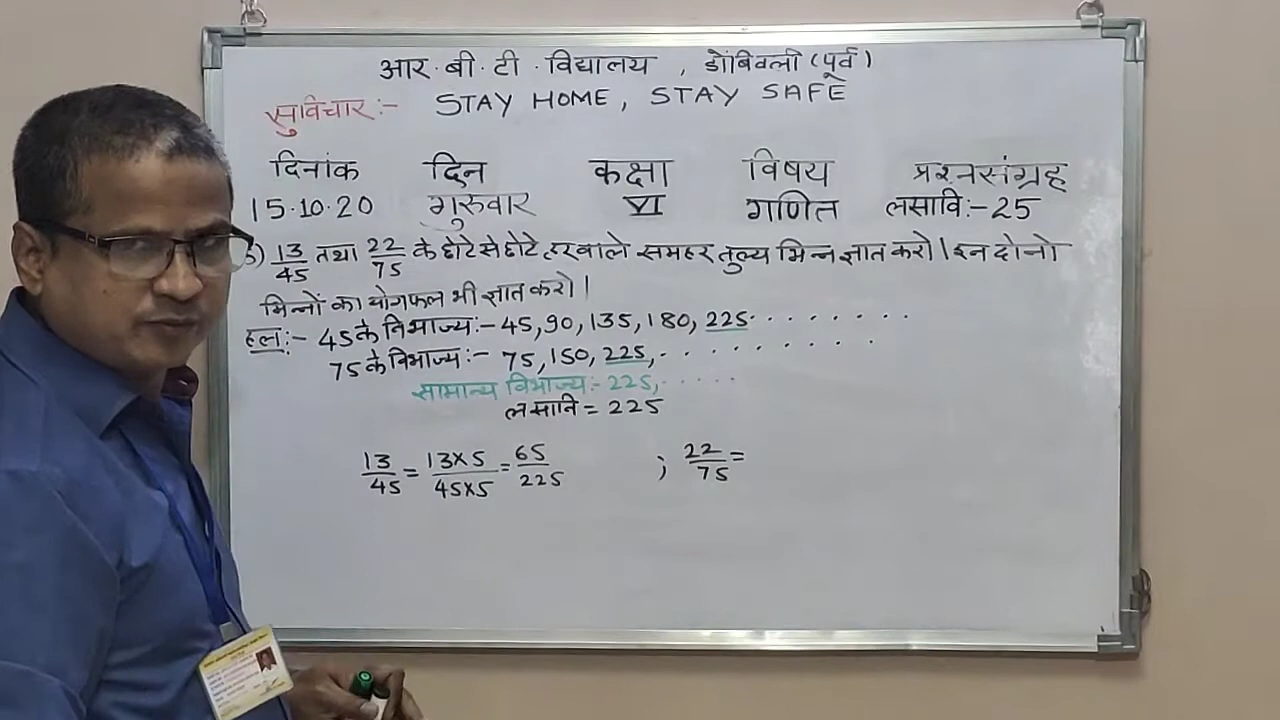 आर. बी. टी. विद्यालय , डोंबिवली (पूर्व)
सुविचार:- STAY HOME, STAY SAFE
दिनांक दिन कक्षा विषय प्रश्नसंग्रह
15.10.20 गुरुवार VI गणित लसावि:-25
) 13/45 तथा 22/75 के छोटे से छोटे हरवाले समहर तुल्य भिन्न ज्ञात करो। इन दोनो
भिन्नों का योगफल भी ज्ञात करो।
हल:- 45 के विभाज्य:- 45, 90, 135, 180, 225.........
75 के विभाज्य:- 75, 150, 225, .........
सामान्य विभाज्य:- 225, .....
लसावि = 225
13/45 = 13×5/45×5 = 65/225 ; 22/75 =